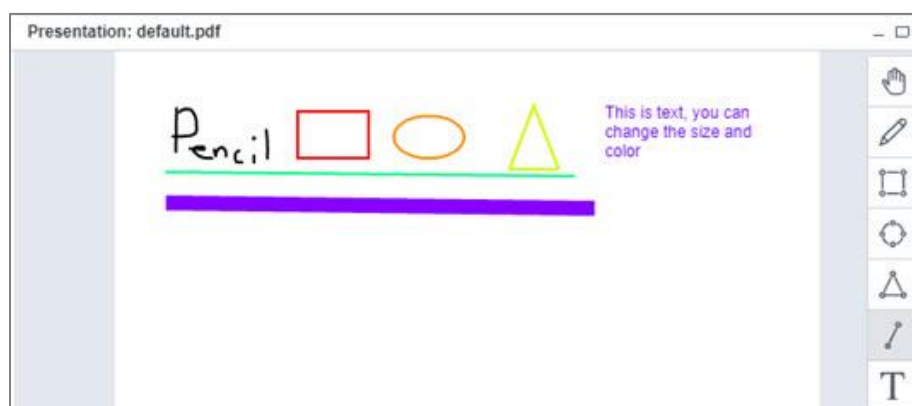 Presentation: default.pdf
Pencil
This is text, you can
change the size and
color
T